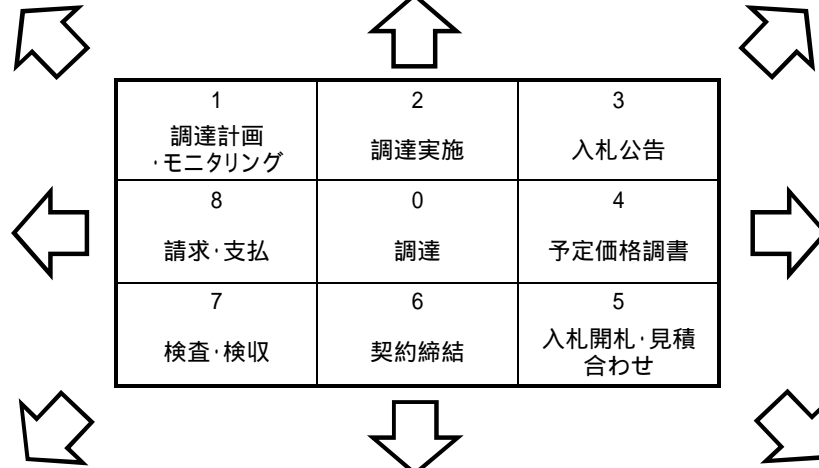 1
調達計画
・モニタリング
2
調達実施
3
入札公告
8
請求・支払
0
調達
4
予定価格調書
7
検査・検収
6
契約締結
5
入札開札・見積
合わせ